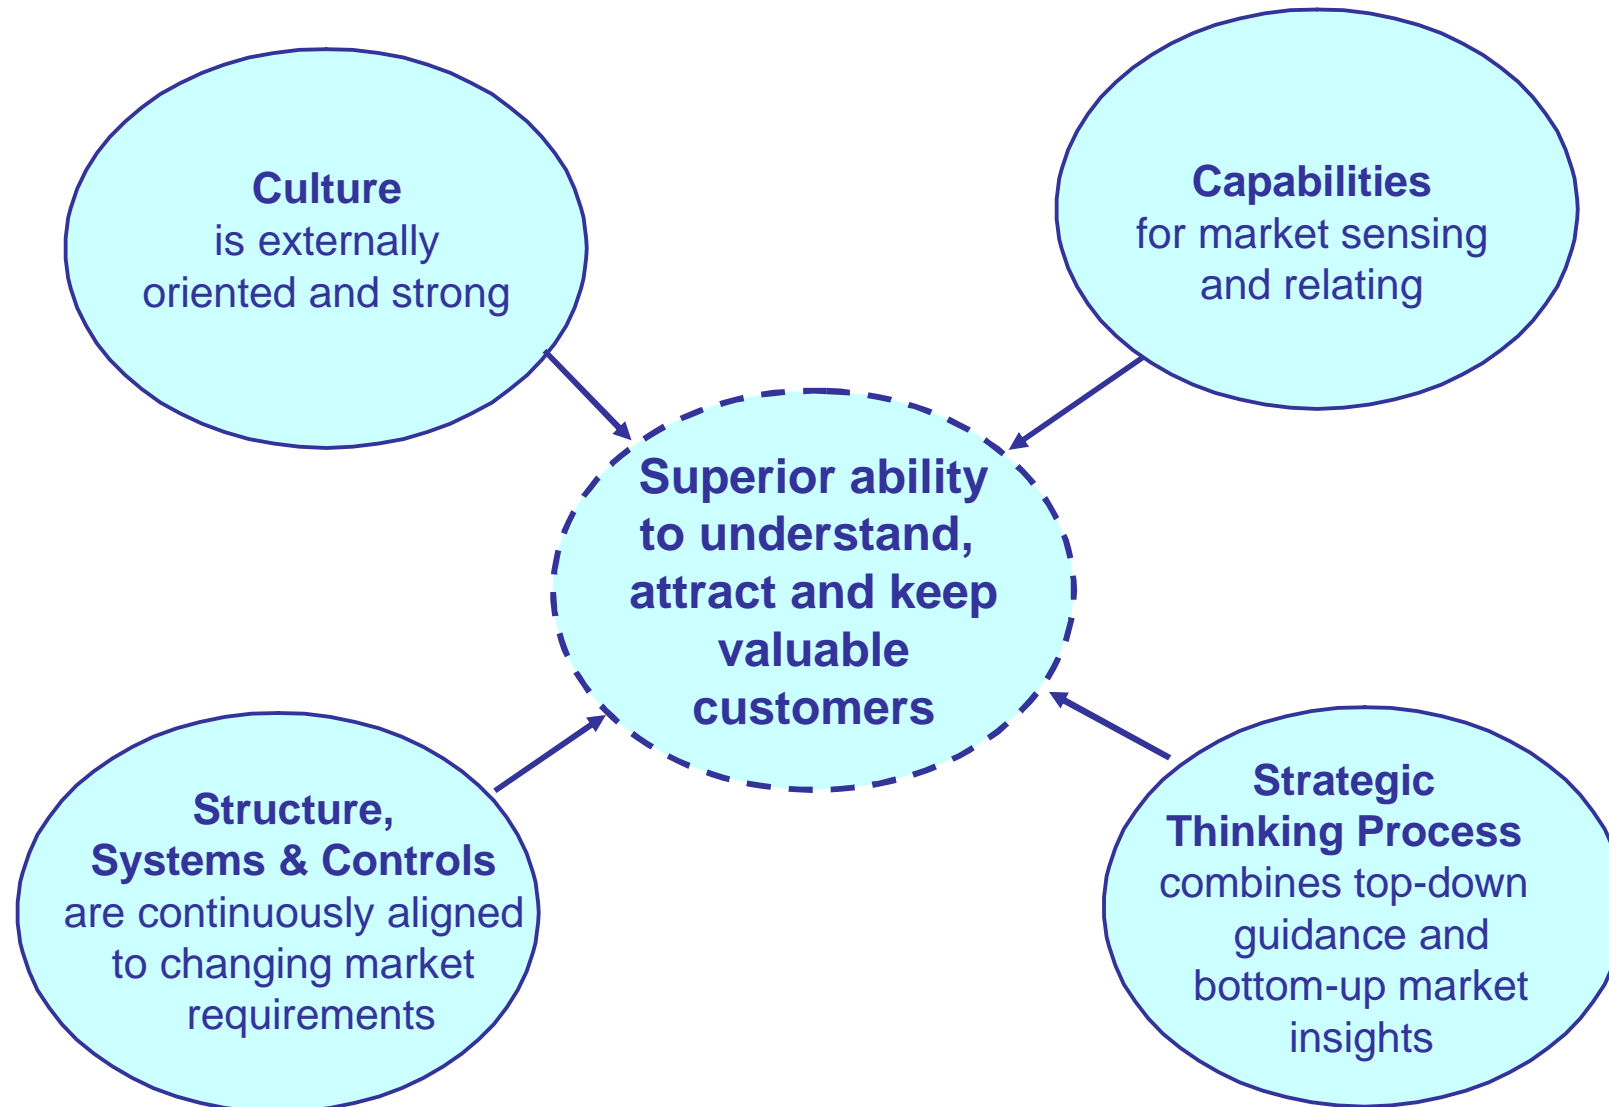 Culture
is externally
oriented and strong
Capabilities
for market sensing
and relating
Superior ability
to understand,
attract and keep
valuable
customers
Structure,
Systems & Controls
are continuously aligned
to changing market
requirements
Strategic
Thinking Process
combines top-down
guidance and
bottom-up market
insights